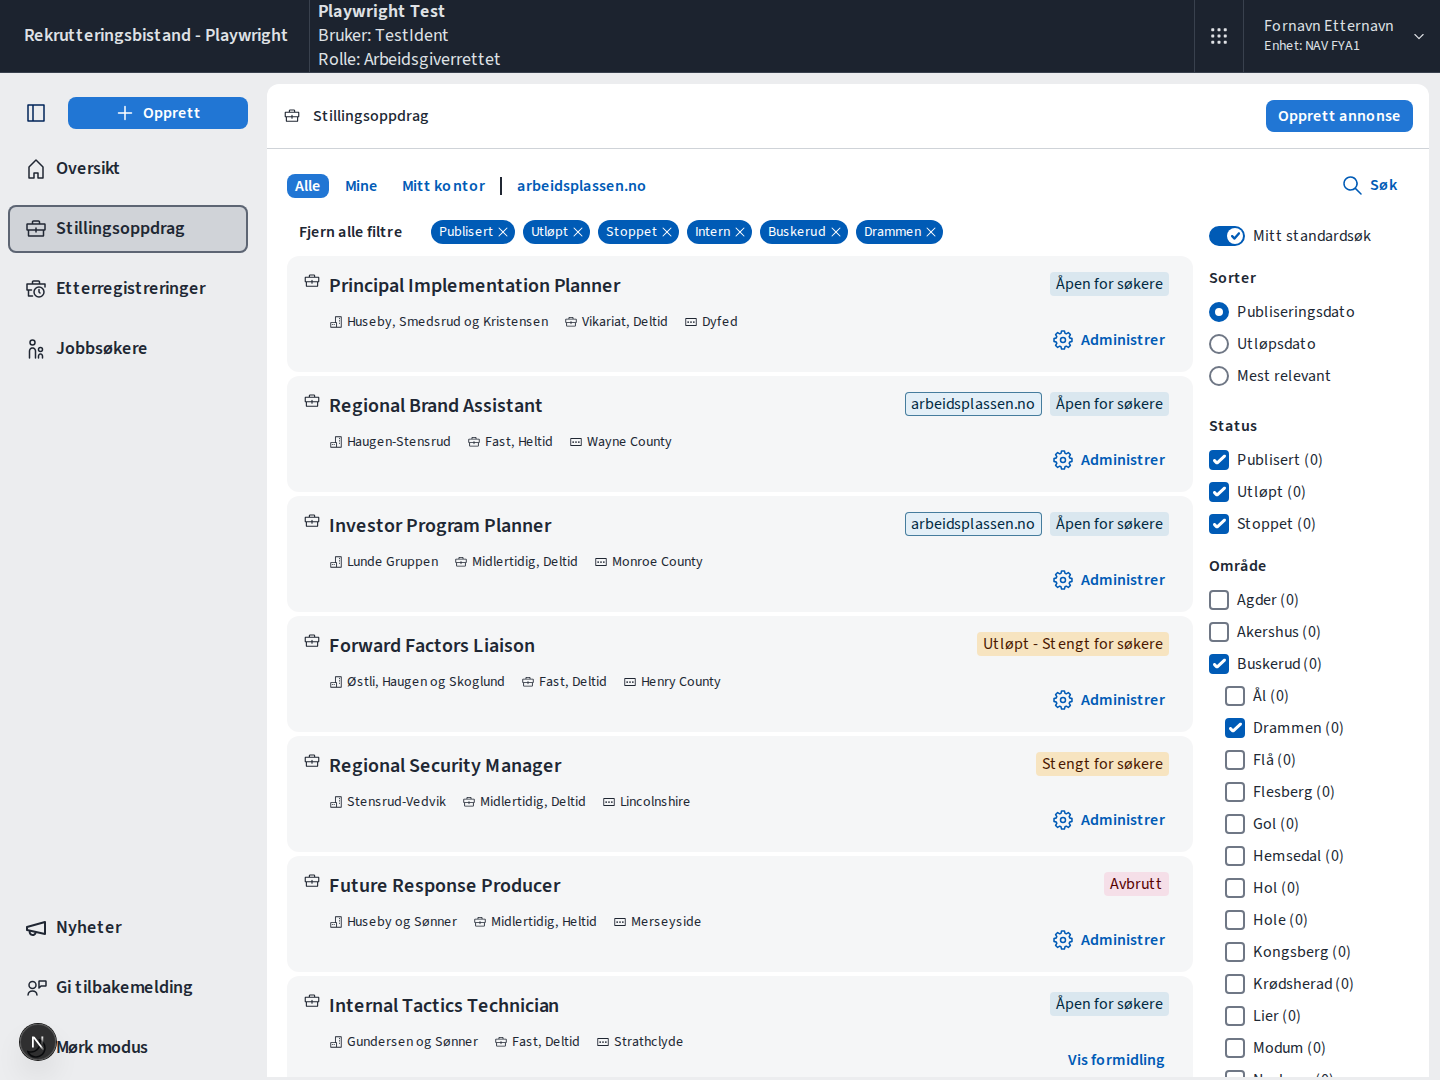 Rekrutteringsbistand - Playwright
Playwright Test
Bruker: TestIdent
Rolle: Arbeidsgiverrettet
Fornavn Etternavn
Enhet: NAV FYA1
Opprett
Oversikt
Stillingsoppdrag
Etterregistreringer
Jobbsøkere
Nyheter
Gi tilbakemelding
N
Mørk modus
Stillingsoppdrag
Opprett annonse
Alle
Mine
Mitt kontor
arbeidsplassen.no
Søk
Fjern alle filtre
Publisert
Utløpt
Stoppet
Intern
Buskerud
Drammen
Principal Implementation Planner
Åpen for søkere
Huseby, Smedsrud og Kristensen
Vikariat, Deltid
Dyfed
Administrer
Regional Brand Assistant
arbeidsplassen.no
Åpen for søkere
Haugen-Stensrud
Fast, Heltid
Wayne County
Administrer
Investor Program Planner
arbeidsplassen.no
Åpen for søkere
Lunde Gruppen
Midlertidig, Deltid
Monroe County
Administrer
Forward Factors Liaison
Utløpt - Stengt for søkere
Østli, Haugen og Skoglund
Fast, Deltid
Henry County
Administrer
Regional Security Manager
Stengt for søkere
Stensrud-Vedvik
Midlertidig, Deltid
Lincolnshire
Administrer
Future Response Producer
Avbrutt
Huseby og Sønner
Midlertidig, Heltid
Merseyside
Administrer
Internal Tactics Technician
Åpen for søkere
Gundersen og Sønner
Fast, Deltid
Strathclyde
Vis formidling
Mitt standardsøk
Sorter
Publiseringsdato
Utløpsdato
Mest relevant
Status
Publisert (0)
Utløpt (0)
Stoppet (0)
Område
Agder (0)
Akershus (0)
Buskerud (0)
Ål (0)
Drammen (0)
Flå (0)
Flesberg (0)
Gol (0)
Hemsedal (0)
Hol (0)
Hole (0)
Kongsberg (0)
Krødsherad (0)
Lier (0)
Modum (0)